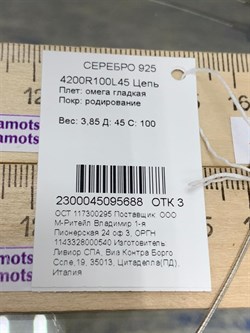 СЕРЕБРО 925
4200R100L45 Цепь
Плет: омега гладкая
Покр: родирование
Вес: 3,85 Д: 45 С: 100
2300045095688 ОТК 3
ОСТ 117300295 Поставщик: ООО
М-Ритейл Владимир 1-я
Пионерская 24 оф 3, ОРГН
1143328000540 Изготовитель
Ливиор СПА, Виа Контра Борго
Ссле, 19, 35013, Цитаделла(ПД),
Италия
amots
amots